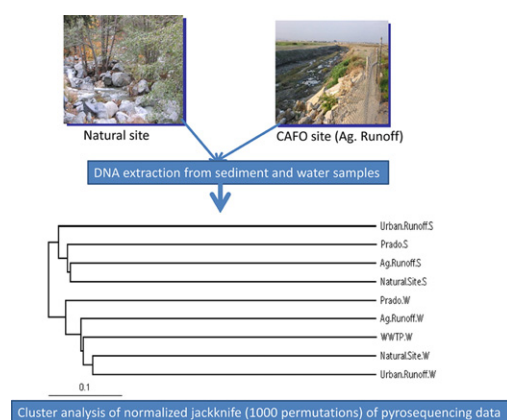 Natural site
CAFO site (Ag. Runoff)
DNA extraction from sediment and water samples
Urban.Runoff.S
Prado.S
Ag.Runoff.S
Natural.Site.S
Prado.W
Ag.Runoff.W
WWTP.W
Natural.Site.W
Urban.Runoff.W
0.1
Cluster analysis of normalized jackknife (1000 permutations) of pyrosequencing data